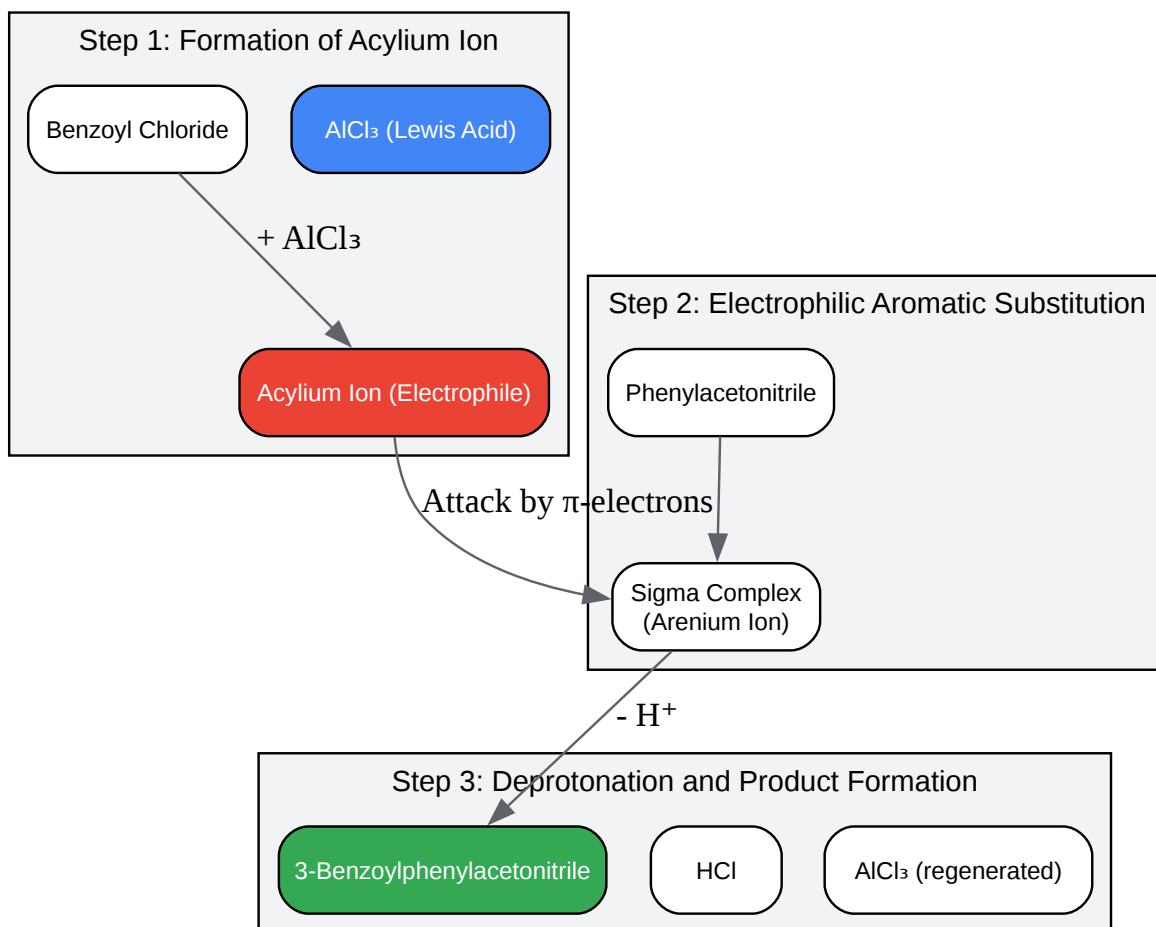 Step 1: Formation of Acylium Ion
Benzoyl Chloride
AlCl₃ (Lewis Acid)
+ AlCl₃
Acylium Ion (Electrophile)
Step 2: Electrophilic Aromatic Substitution
Phenylacetonitrile
Attack by π-electrons
Sigma Complex
(Arenium Ion)
- H⁺
Step 3: Deprotonation and Product Formation
3-Benzoylphenylacetonitrile
HCl
AlCl₃ (regenerated)